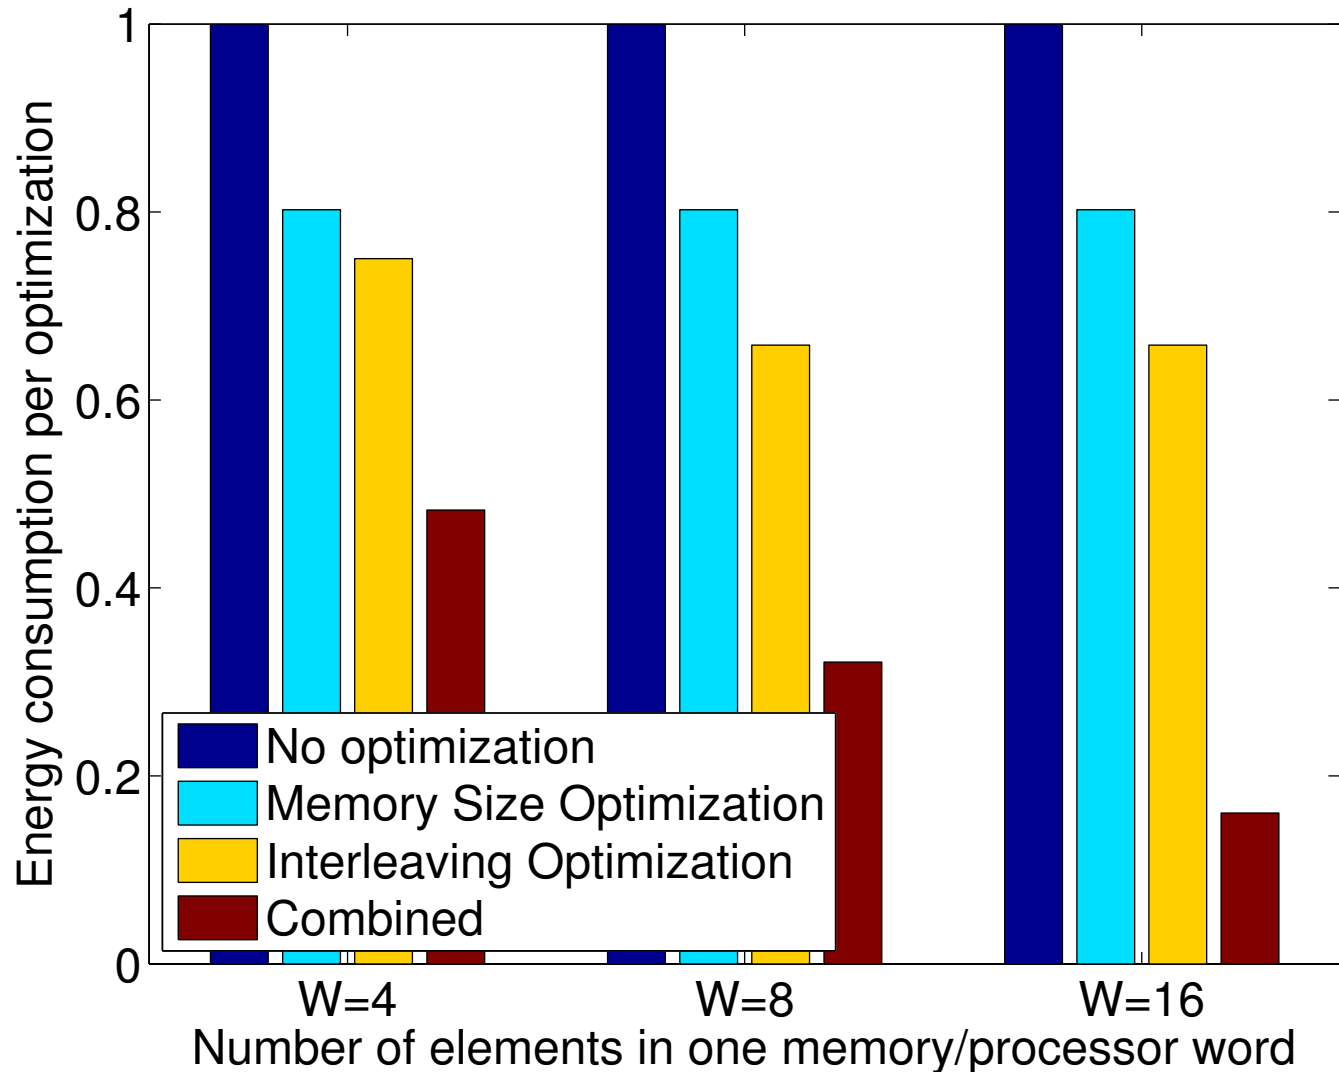 Energy consumption per optimization
1
0.8
0.6
0.4
0.2
0
No optimization
Memory Size Optimization
Interleaving Optimization
Combined
W=4
W=8
W=16
Number of elements in one memory/processor word